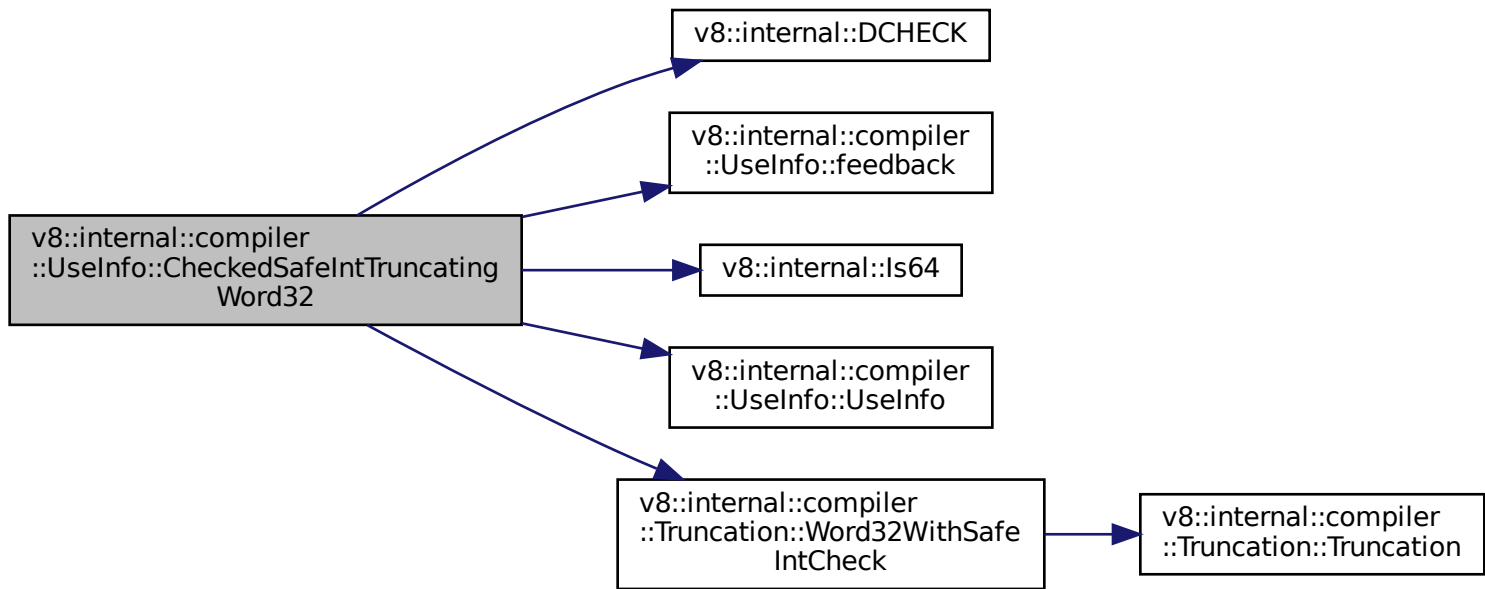 v8::internal::DCHECK
v8::internal::compiler
::UseInfo::feedback
v8::internal::compiler
::UseInfo::CheckedSafeIntTruncating
Word32
v8::internal::Is64
v8::internal::compiler
::UseInfo::UseInfo
v8::internal::compiler
::Truncation::Word32WithSafe
IntCheck
v8::internal::compiler
::Truncation::Truncation